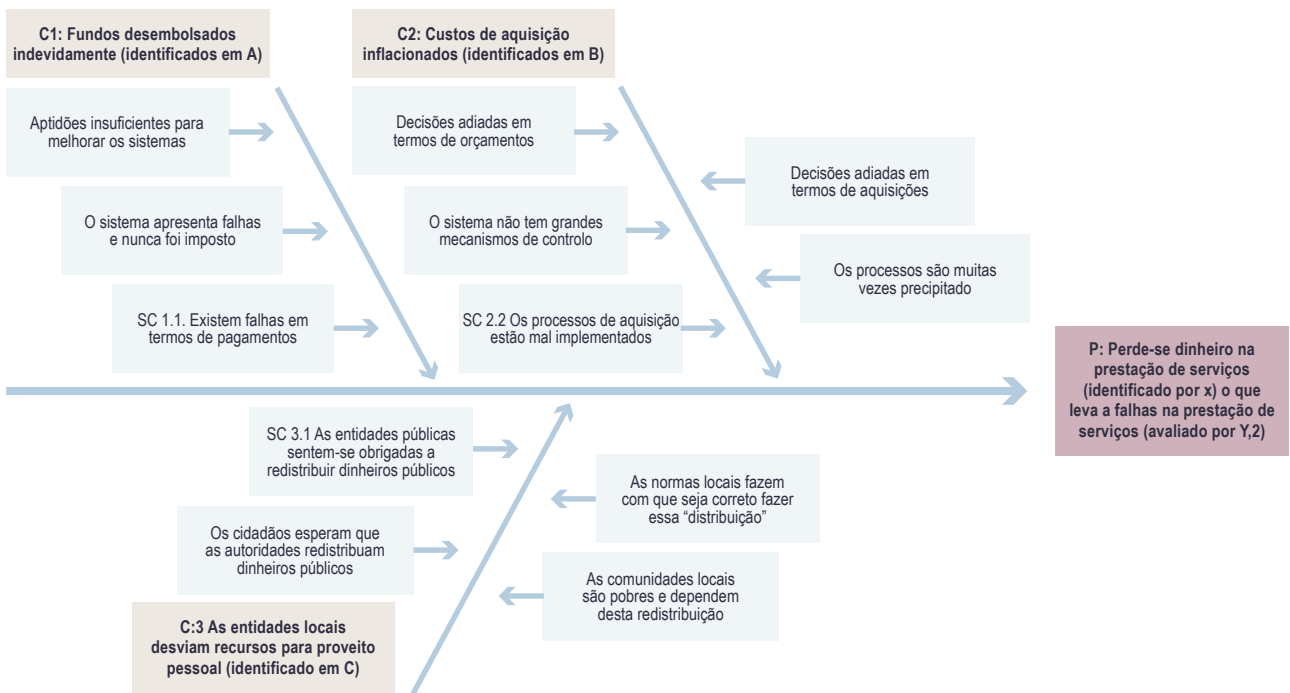 C1: Fundos desembolsados
indevidamente (identificados em A)
Aptidões insuficientes para
melhorar os sistemas
O sistema apresenta falhas
e nunca foi imposto
SC 1.1. Existem falhas em
termos de pagamentos
C2: Custos de aquisição
inflacionados (identificados em B)
Decisões adiadas em
termos de orçamentos
O sistema não tem grandes
mecanismos de controlo
SC 2.2 Os processos de aquisição
estão mal implementados
Decisões adiadas em
termos de aquisições
Os processos são muitas
vezes precipitado
P: Perde-se dinheiro na
prestação de serviços
(identificado por x) o que
leva a falhas na prestação de
serviços (avaliado por Y,2)
SC 3.1 As entidades públicas
sentem-se obrigadas a
redistribuir dinheiros públicos
Os cidadãos esperam que
as autoridades redistribuam
dinheiros públicos
C:3 As entidades locais
desviam recursos para proveito
pessoal (identificado em C)
As normas locais fazem
com que seja correto fazer
essa “distribuição”
As comunidades locais
são pobres e dependem
desta redistribuição